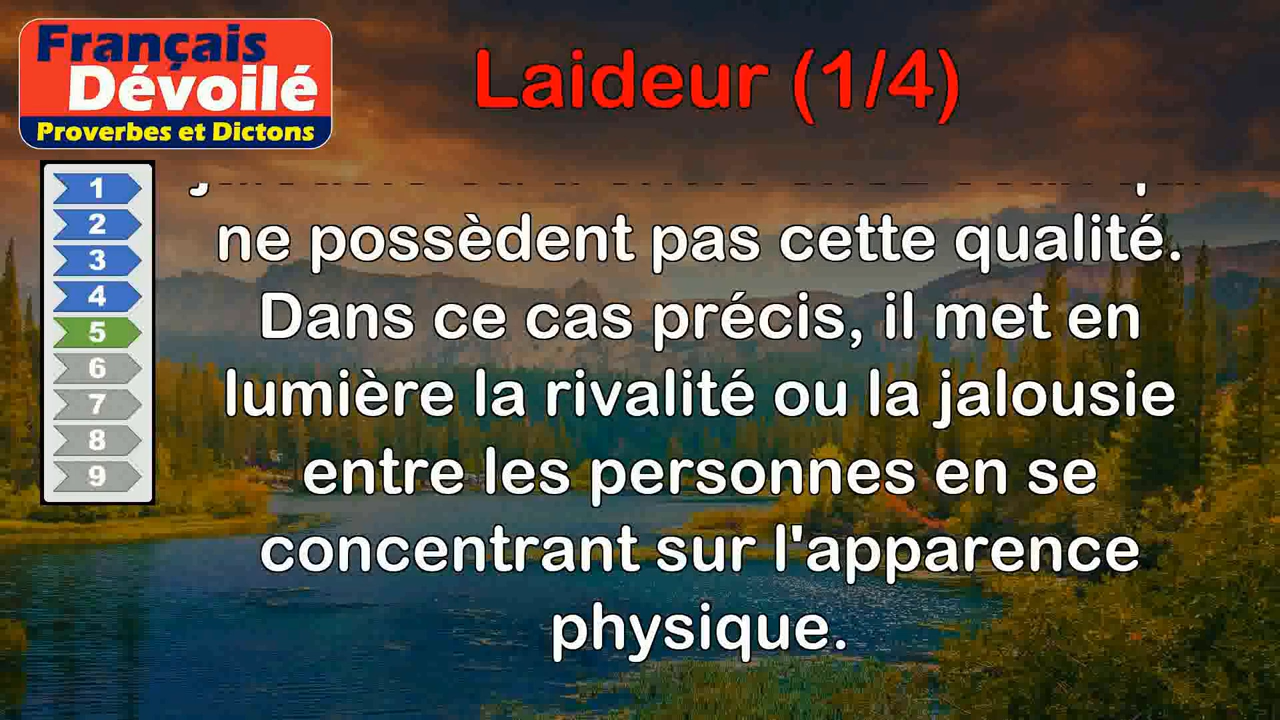 Français
Dévoilé
Proverbes et Dictons
Laideur (1/4)
1
2
3
4
5
6
7
8
9
ne possèdent pas cette qualité.
Dans ce cas précis, il met en
lumière la rivalité ou la jalousie
entre les personnes en se
concentrant sur l'apparence
physique.